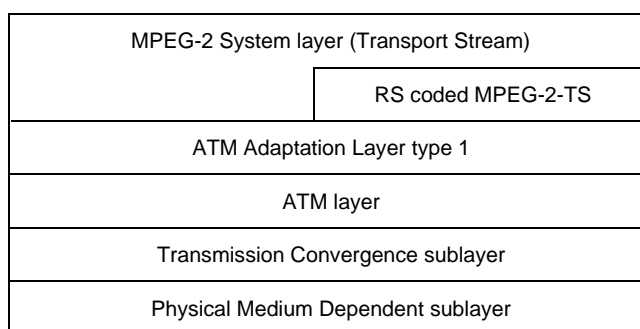 MPEG-2 System layer (Transport Stream)
RS coded MPEG-2-TS
ATM Adaptation Layer type 1
ATM layer
Transmission Convergence sublayer
Physical Medium Dependent sublayer